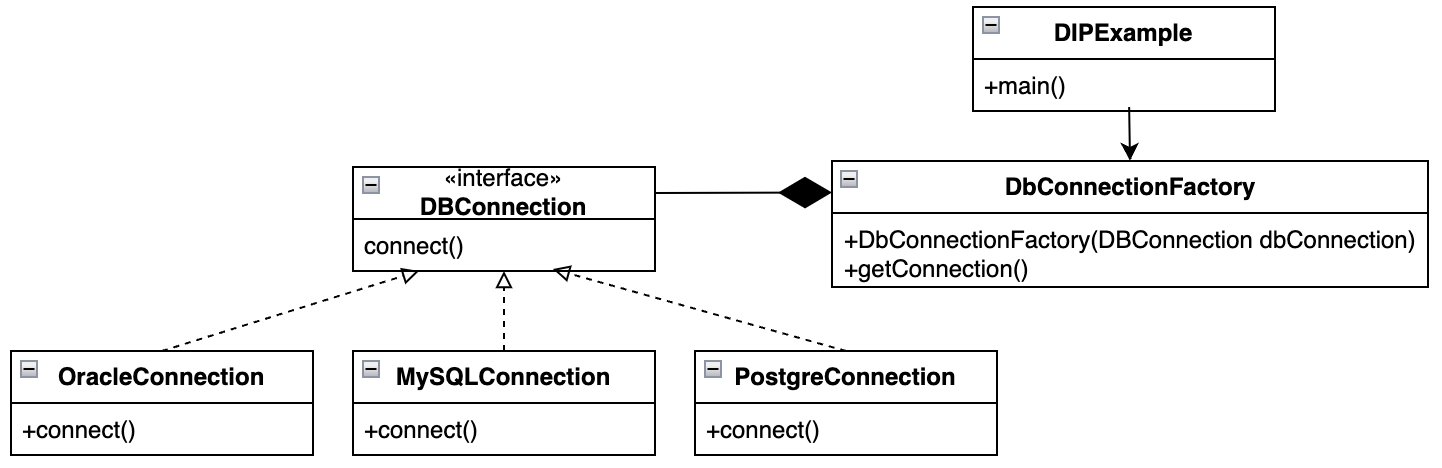 DIPExample
+main()
«interface»
DBConnection
connect()
DbConnectionFactory
+DbConnectionFactory(DBConnection dbConnection)
+getConnection()
OracleConnection
+connect()
MySQLConnection
+connect()
PostgreConnection
+connect()